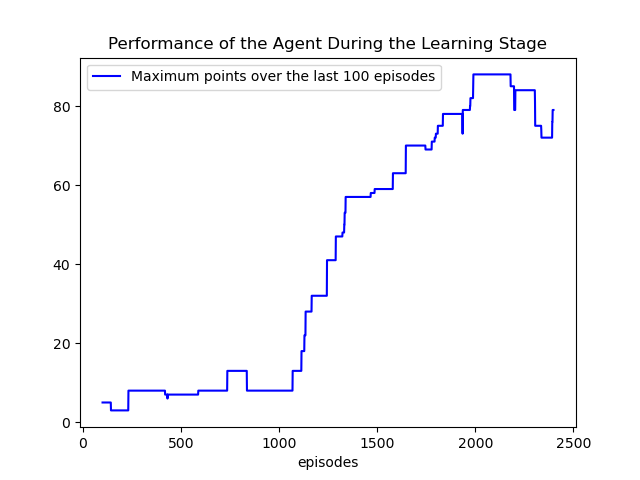 Performance of the Agent During the Learning Stage
Maximum points over the last 100 episodes
80
60
40
20
0
0 500 1000 1500 2000 2500
episodes